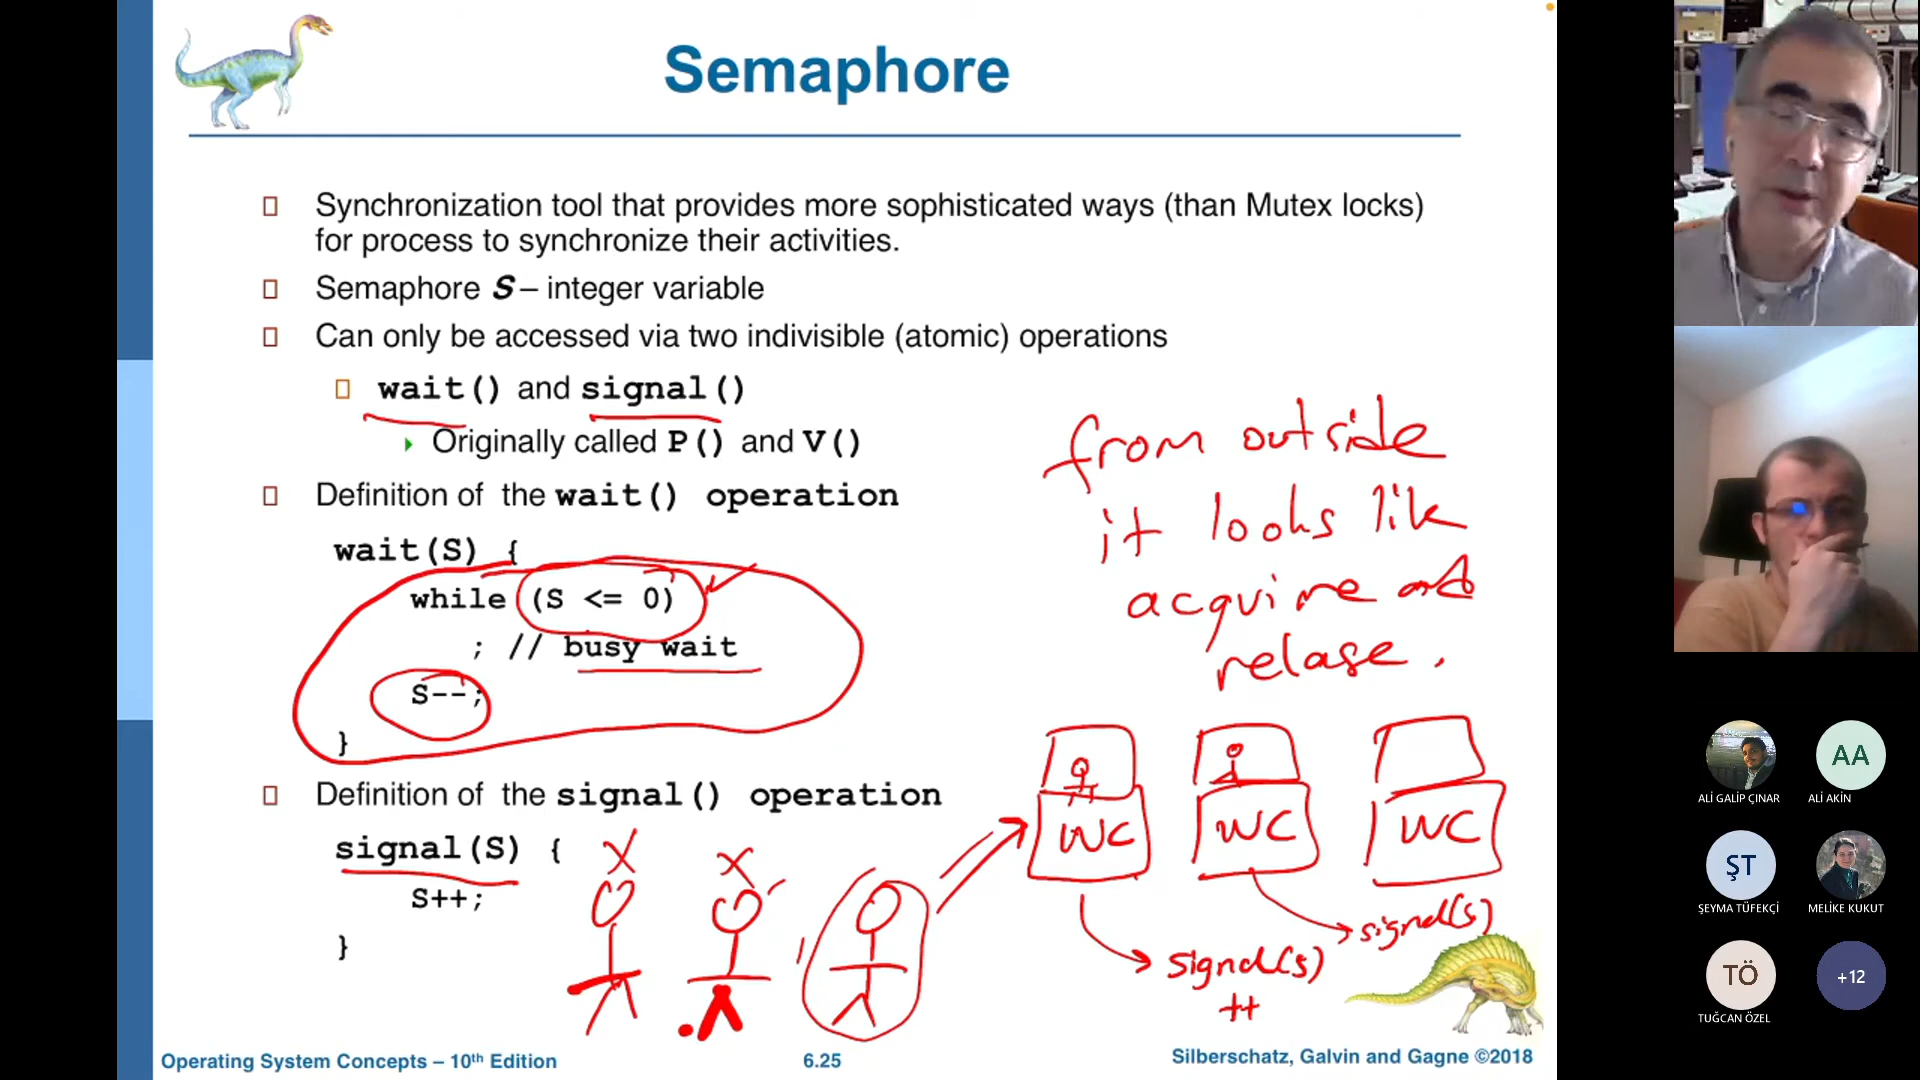 Semaphore
Synchronization tool that provides more sophisticated ways (than Mutex locks)
for process to synchronize their activities.
Semaphore S – integer variable
Can only be accessed via two indivisible (atomic) operations
wait() and signal()
Originally called P() and V()
Definition of the wait() operation
wait(S) {
while (S <= 0)
; // busy wait
S--;
}
Definition of the signal() operation
signal(S) {
S++;
}
from outside
it looks like
acquire and
relase.
WC
WC
WC
signal(s)
signal(s)
++
Operating System Concepts – 10th Edition
6.25
Silberschatz, Galvin and Gagne ©2018
ALİ GALİP ÇINAR
AA
ALİ AKİN
ŞT
ŞEYMA TÜFEKÇİ
MELİKE KUKUT
TÖ
TUĞCAN ÖZEL
+12